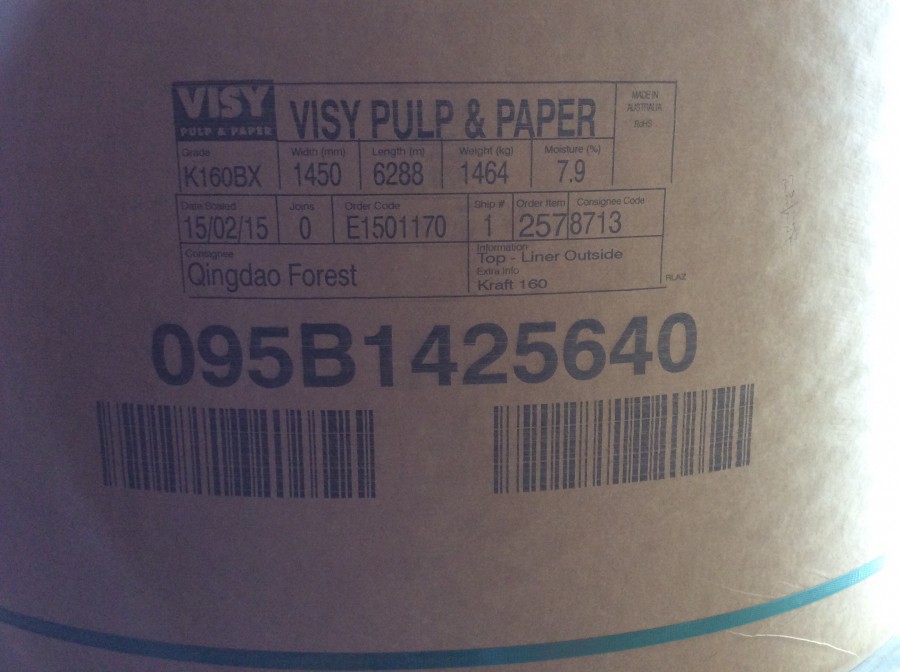 VISY
PULP & PAPER
VISY PULP & PAPER
MADE IN
AUSTRALIA
RoHS
Grade Width (mm) Length (m) Weight (kg) Moisture (%)
K160BX 1450 6288 1464 7.9
Date Stored Joins Order Code Ship # Order Item Consignee Code
15/02/15 0 E1501170 1 257 8713
Consignee
Qingdao Forest
Information
Top - Liner Outside
Extra Info
Kraft 160
RLAZ
095B1425640